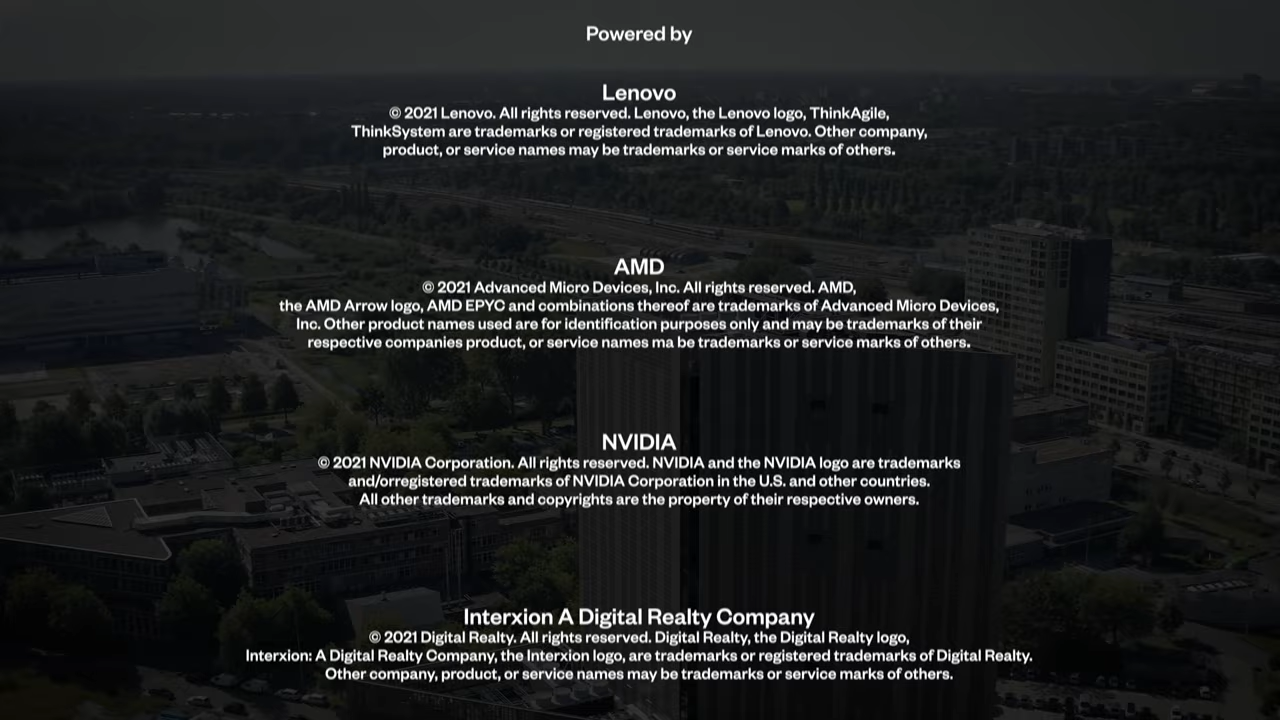 Powered by
Lenovo
© 2021 Lenovo. All rights reserved. Lenovo, the Lenovo logo, ThinkAgile,
ThinkSystem are trademarks or registered trademarks of Lenovo. Other company,
product, or service names may be trademarks or service marks of others.
AMD
© 2021 Advanced Micro Devices, Inc. All rights reserved. AMD,
the AMD Arrow logo, AMD EPYC and combinations thereof are trademarks of Advanced Micro Devices,
Inc. Other product names used are for identification purposes only and may be trademarks of their
respective companies product, or service names ma be trademarks or service marks of others.
NVIDIA
© 2021 NVIDIA Corporation. All rights reserved. NVIDIA and the NVIDIA logo are trademarks
and/orregistered trademarks of NVIDIA Corporation in the U.S. and other countries.
All other trademarks and copyrights are the property of their respective owners.
Interxion A Digital Realty Company
© 2021 Digital Realty. All rights reserved. Digital Realty, the Digital Realty logo,
Interxion: A Digital Realty Company, the Interxion logo, are trademarks or registered trademarks of Digital Realty.
Other company, product, or service names may be trademarks or service marks of others.